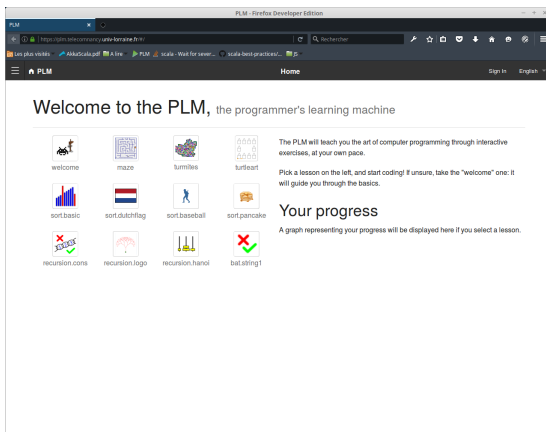 PLM - Firefox Developer Edition
PLM
https://plm.telecomnancy.univ-lorraine.fr/#/
Rechercher
Les plus visités
AkkaScala.pdf
A lire
PLM
scala - Wait for sever...
scala-best-practices/...
JS
PLM
Home
Sign In
English
Welcome to the PLM, the programmer's learning machine
welcome
maze
turmites
turtleart
sort.basic
sort.dutchflag
sort.baseball
sort.pancake
recursion.cons
recursion.logo
recursion.hanoi
bat.string1
The PLM will teach you the art of computer programming through interactive
exercises, at your own pace.
Pick a lesson on the left, and start coding! If unsure, take the "welcome" one: it
will guide you through the basics.
Your progress
A graph representing your progress will be displayed here if you select a lesson.